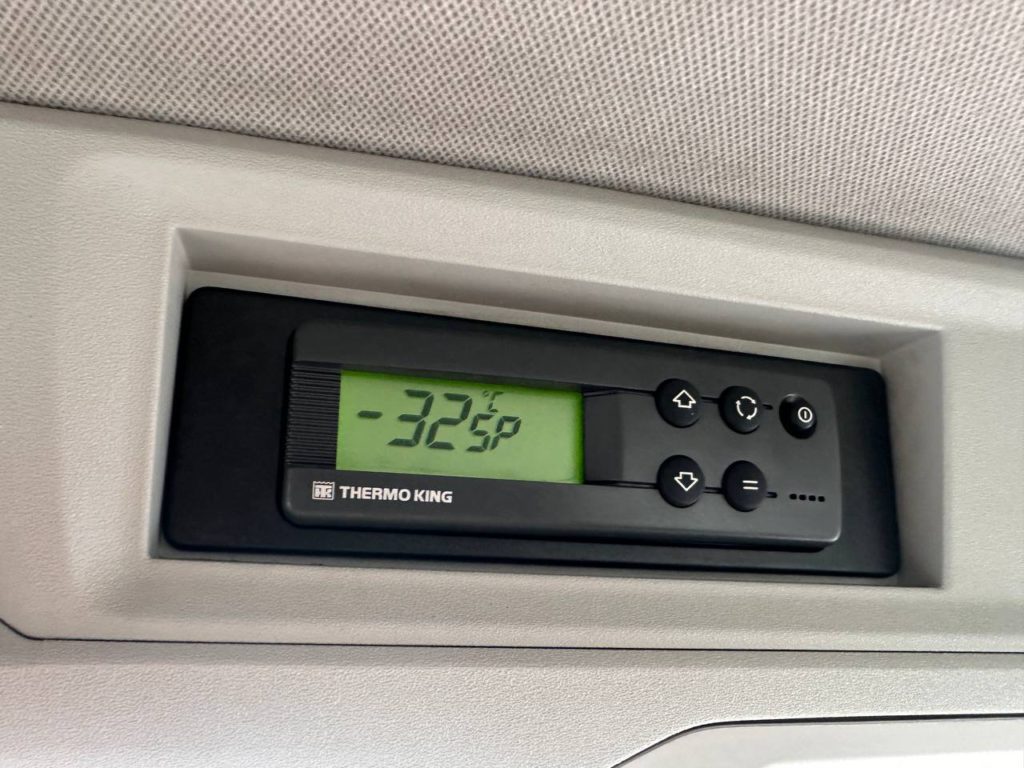 -32°C SP
THERMO KING